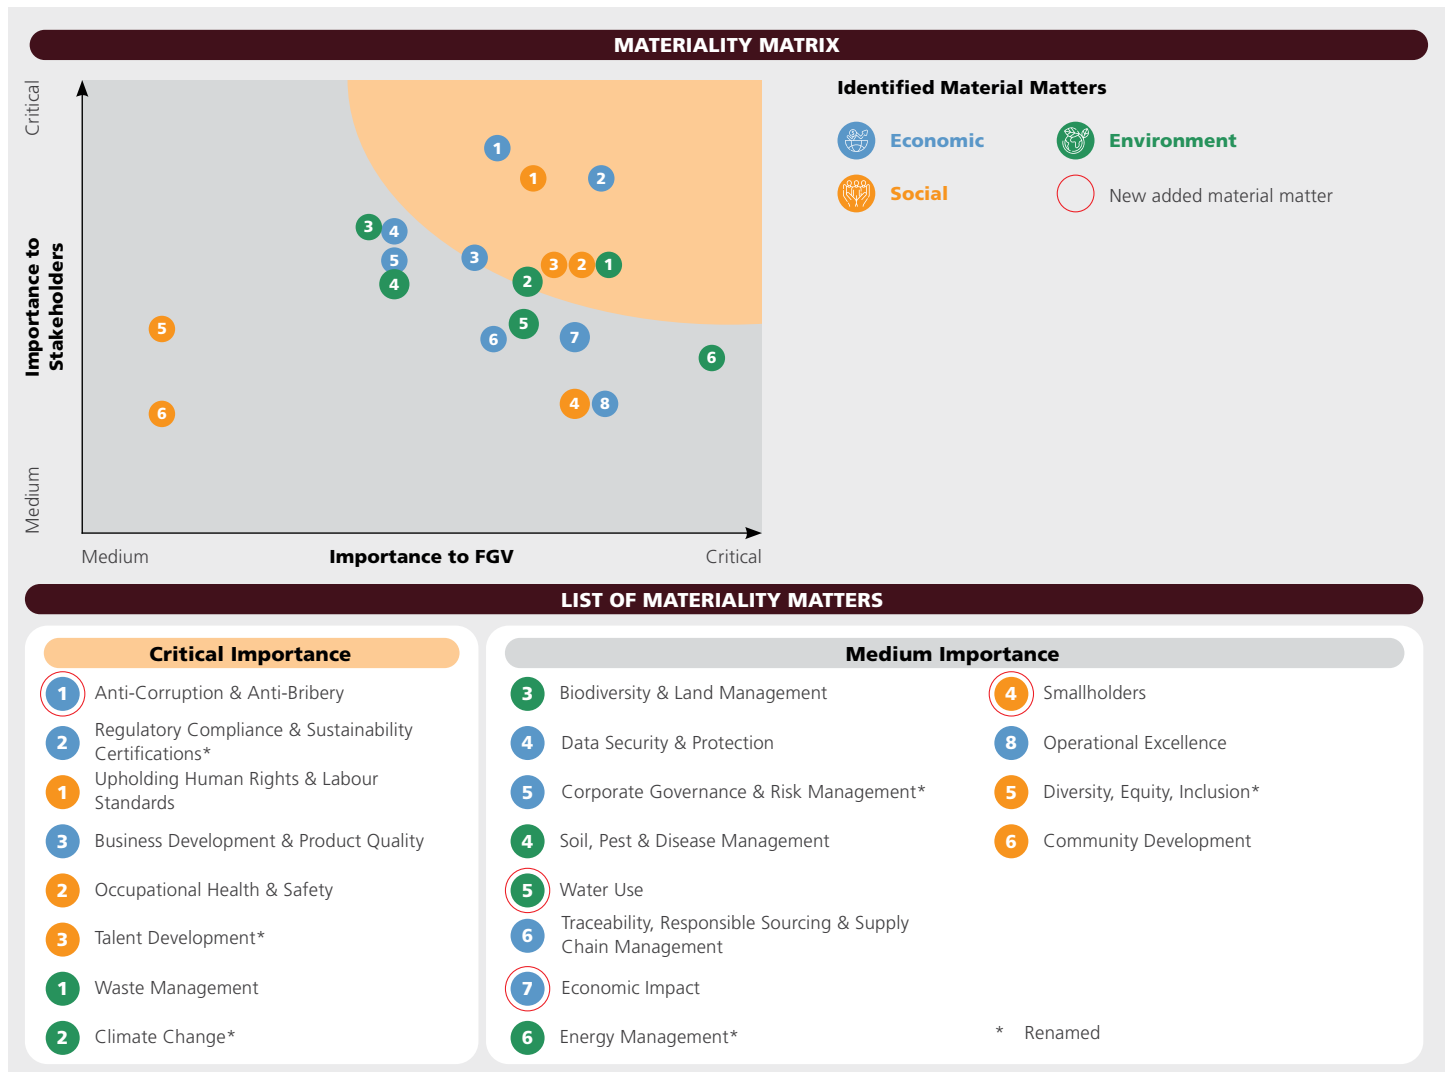 MATERIALITY MATRIX
Critical
Importance to
Stakeholders
Medium
1
1
2
3
4
5
4
3
3
2
1
2
5
6
7
6
5
6
4
8
Medium
Importance to FGV
Critical
Identified Material Matters
Economic
Environment
Social
New added material matter
LIST OF MATERIALITY MATTERS
Critical Importance
1 Anti-Corruption & Anti-Bribery
2 Regulatory Compliance & Sustainability
Certifications*
1 Upholding Human Rights & Labour
Standards
3 Business Development & Product Quality
2 Occupational Health & Safety
3 Talent Development*
1 Waste Management
2 Climate Change*
Medium Importance
3 Biodiversity & Land Management
4 Data Security & Protection
5 Corporate Governance & Risk Management*
4 Soil, Pest & Disease Management
5 Water Use
6 Traceability, Responsible Sourcing & Supply
Chain Management
7 Economic Impact
6 Energy Management*
4 Smallholders
8 Operational Excellence
5 Diversity, Equity, Inclusion*
6 Community Development
* Renamed